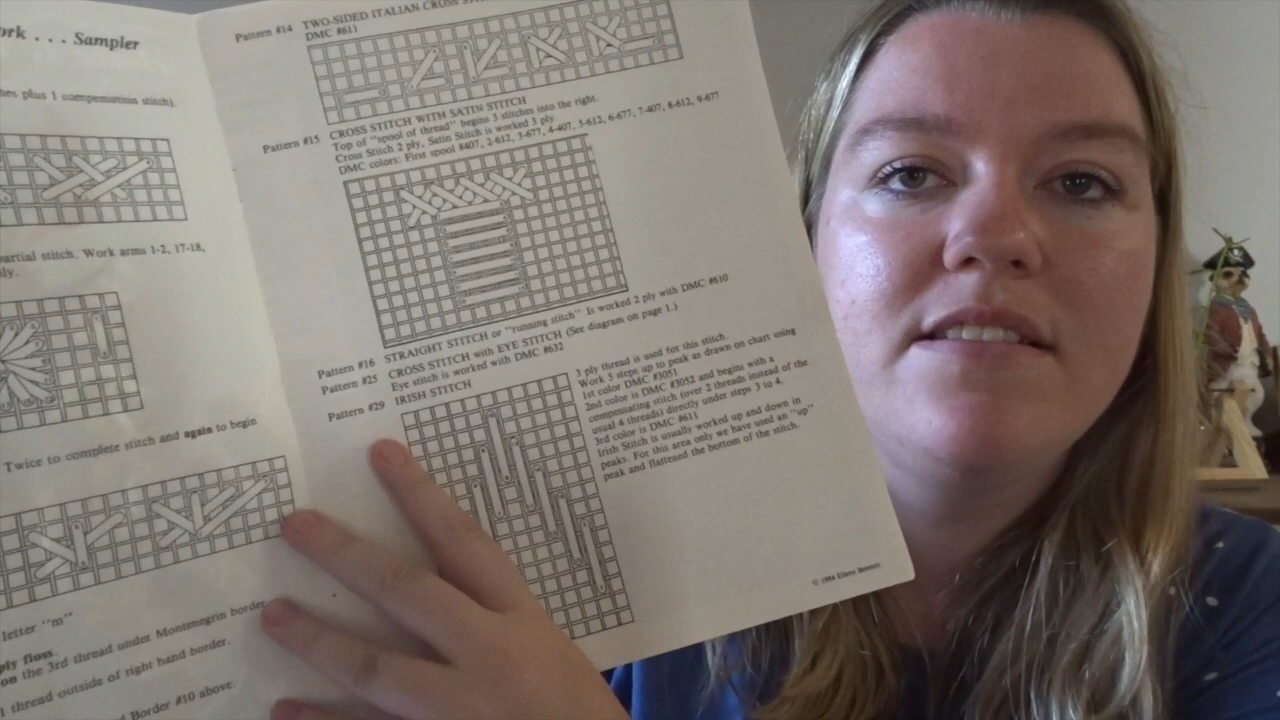 ork . . . Sampler
hes plus 1 compensation stitch).
partial stitch. Work arms 1-2, 17-18,
ly.
Twice to complete stitch and again to begin
letter "m"
ply floss.
on the 3rd thread under Montenegrin border
1 thread outside of right hand border.
d Border #10 above.
Pattern #14 TWO-SIDED ITALIAN CROSS
DMC #611
Pattern #15 CROSS STITCH WITH SATIN STITCH
Top of "spool of thread" begins 3 stitches into the right.
Cross Stitch 2 ply, Satin Stitch is worked 3 ply.
DMC colors: First spool #407, 2-612, 3-677, 4-407, 5-612, 6-677, 7-407, 8-612, 9-677
Pattern #16 STRAIGHT STITCH or "running stitch" Is worked 2 ply with DMC #610
Pattern #25 CROSS STITCH with EYE STITCH (See diagram on page 1.)
Eye stitch is worked with DMC #632
Pattern #29 IRISH STITCH
3 ply thread is used for this stitch.
Work 5 steps up to peak as drawn on chart using
1st color DMC #3051
2nd color is DMC #3052 and begins with a
compensating stitch (over 2 threads instead of the
usual 4 threads) directly under steps 3 to 4.
3rd color is DMC #611
Irish Stitch is usually worked up and down in
peaks. For this area only we have used an "up"
peak and flattened the bottom of the stitch.
© 1984 Eileen Bennett